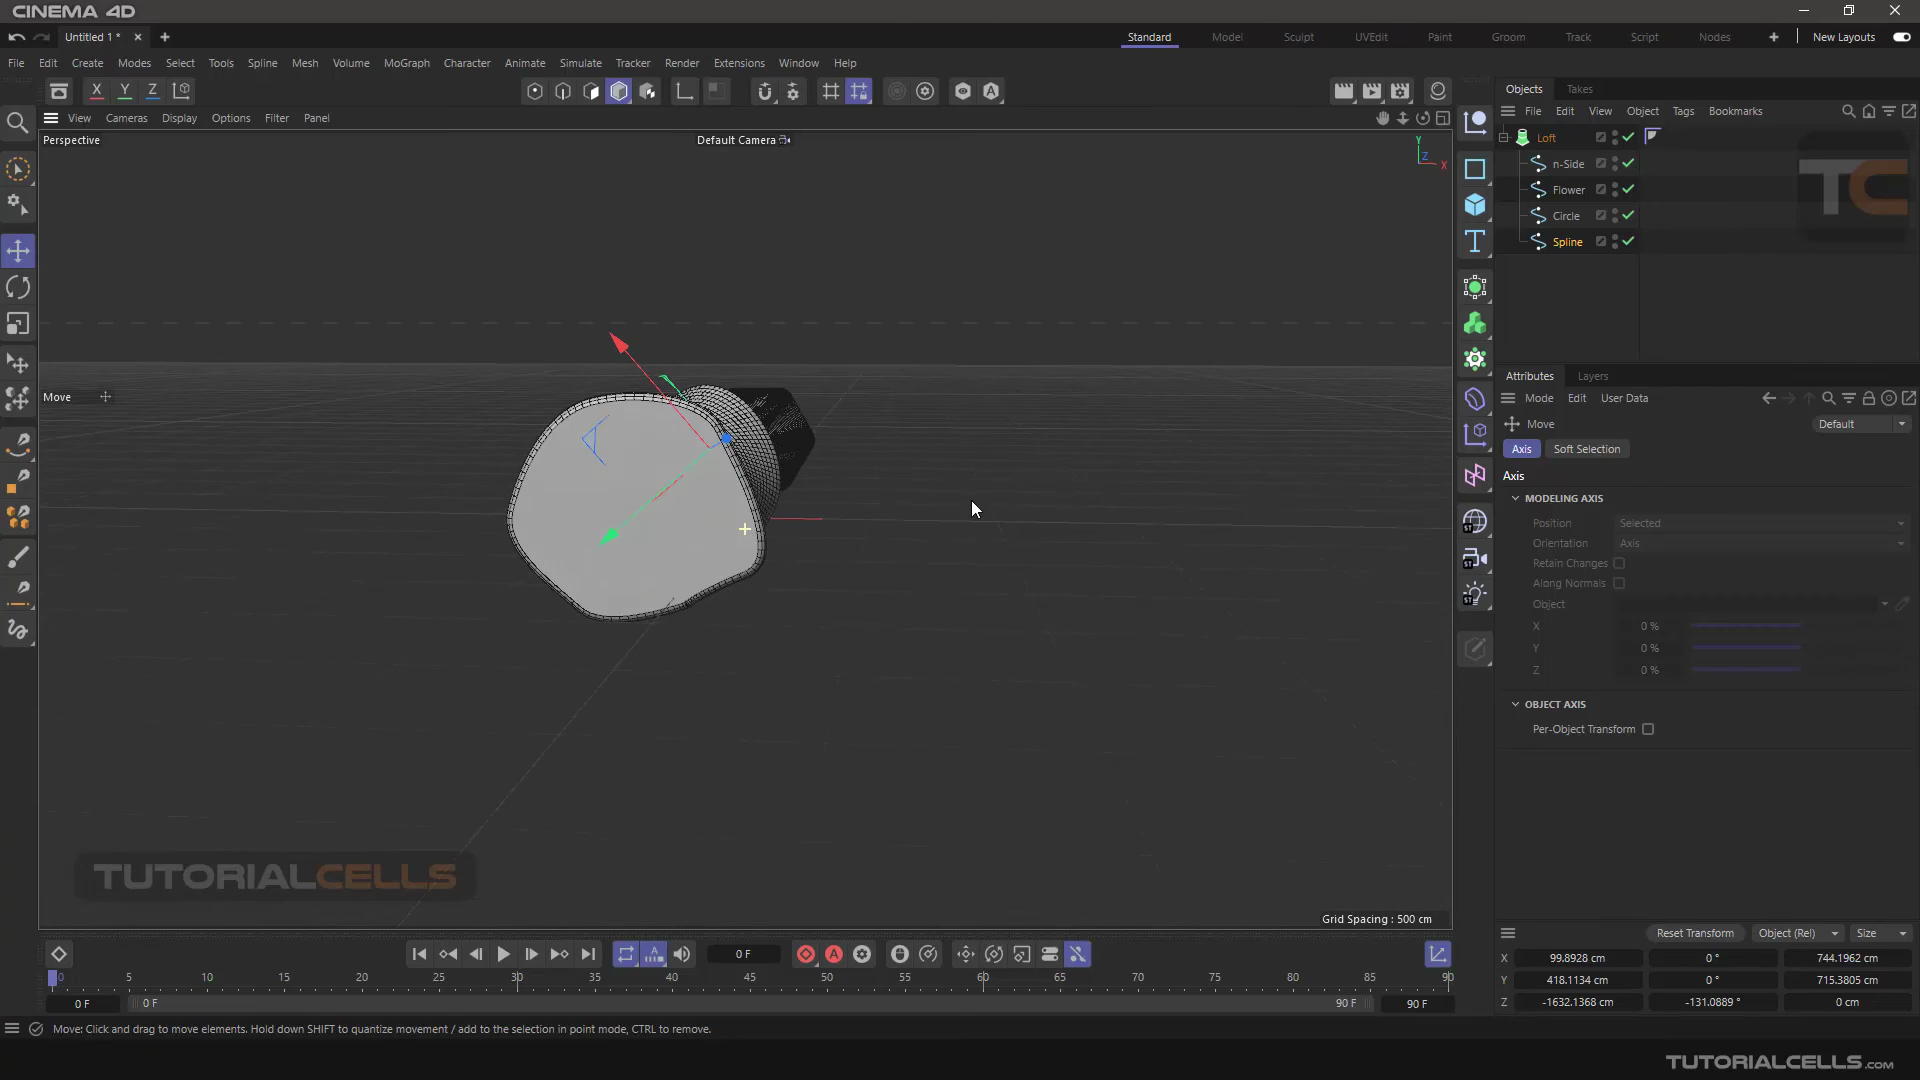 CINEMA 4D
Untitled 1 *
Standard Model Sculpt UVEdit Paint Groom Track Script Nodes New Layouts
File Edit Create Modes Select Tools Spline Mesh Volume MoGraph Character Animate Simulate Tracker Render Extensions Window Help
X Y Z
Objects Takes
View Cameras Display Options Filter Panel
File Edit View Object Tags Bookmarks
Perspective
Default Camera
Y
Z
X
Loft
n-Side
Flower
Circle
Spline
TC
Move
Attributes Layers
Mode Edit User Data
Move
Default
Axis Soft Selection
Axis
MODELING AXIS
Position Selected
Orientation Axis
Retain Changes
Along Normals
Object
X 0 %
Y 0 %
Z 0 %
OBJECT AXIS
Per-Object Transform
TUTORIALCELLS
Grid Spacing : 500 cm
0 F
Reset Transform Object (Rel) Size
0 5 10 15 20 25 30 35 40 45 50 55 60 65 70 75 80 85 90
0 F 0 F 90 F 90 F
X 99.8928 cm 0 ° 744.1962 cm
Y 418.1134 cm 0 ° 715.3805 cm
Z -1632.1368 cm -131.0889 ° 0 cm
Move: Click and drag to move elements. Hold down SHIFT to quantize movement / add to the selection in point mode, CTRL to remove.
TUTORIALCELLS.com